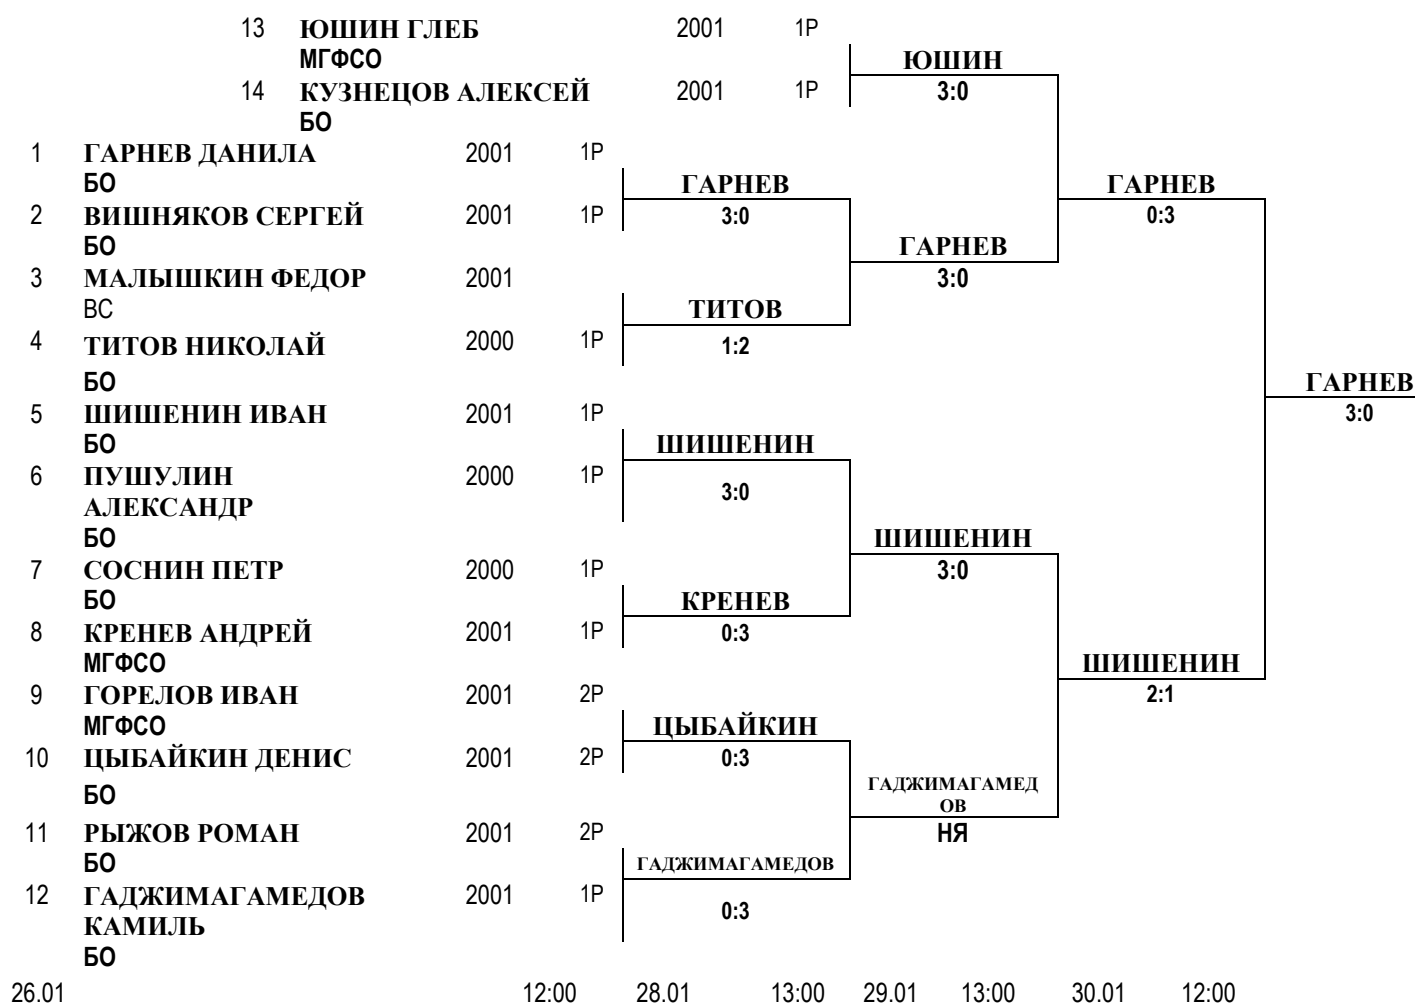 13 ЮШИН ГЛЕБ 2001 1Р
МГФСО ЮШИН
14 КУЗНЕЦОВ АЛЕКСЕЙ 2001 1Р 3:0
БО
1 ГАРНЕВ ДАНИЛА 2001 1Р
БО ГАРНЕВ ГАРНЕВ
2 ВИШНЯКОВ СЕРГЕЙ 2001 1Р 3:0 0:3
БО ГАРНЕВ
3 МАЛЫШКИН ФЕДОР 2001 3:0
ВС ТИТОВ
4 ТИТОВ НИКОЛАЙ 2000 1Р 1:2
БО ГАРНЕВ
5 ШИШЕНИН ИВАН 2001 1Р 3:0
БО ШИШЕНИН
6 ПУШУЛИН 2000 1Р
3:0
АЛЕКСАНДР
БО ШИШЕНИН
7 СОСНИН ПЕТР 2000 1Р 3:0
БО КРЕНЕВ
8 КРЕНЕВ АНДРЕЙ 2001 1Р 0:3
МГФСО ШИШЕНИН
9 ГОРЕЛОВ ИВАН 2001 2Р 2:1
МГФСО ЦЫБАЙКИН
10 ЦЫБАЙКИН ДЕНИС 2001 2Р 0:3
БО ГАДЖИМАГАМЕД
ОВ
11 РЫЖОВ РОМАН 2001 2Р НЯ
БО ГАДЖИМАГАМЕДОВ
12 ГАДЖИМАГАМЕДОВ 2001 1Р
0:3
КАМИЛЬ
БО
26.01 12:00 28.01 13:00 29.01 13:00 30.01 12:00